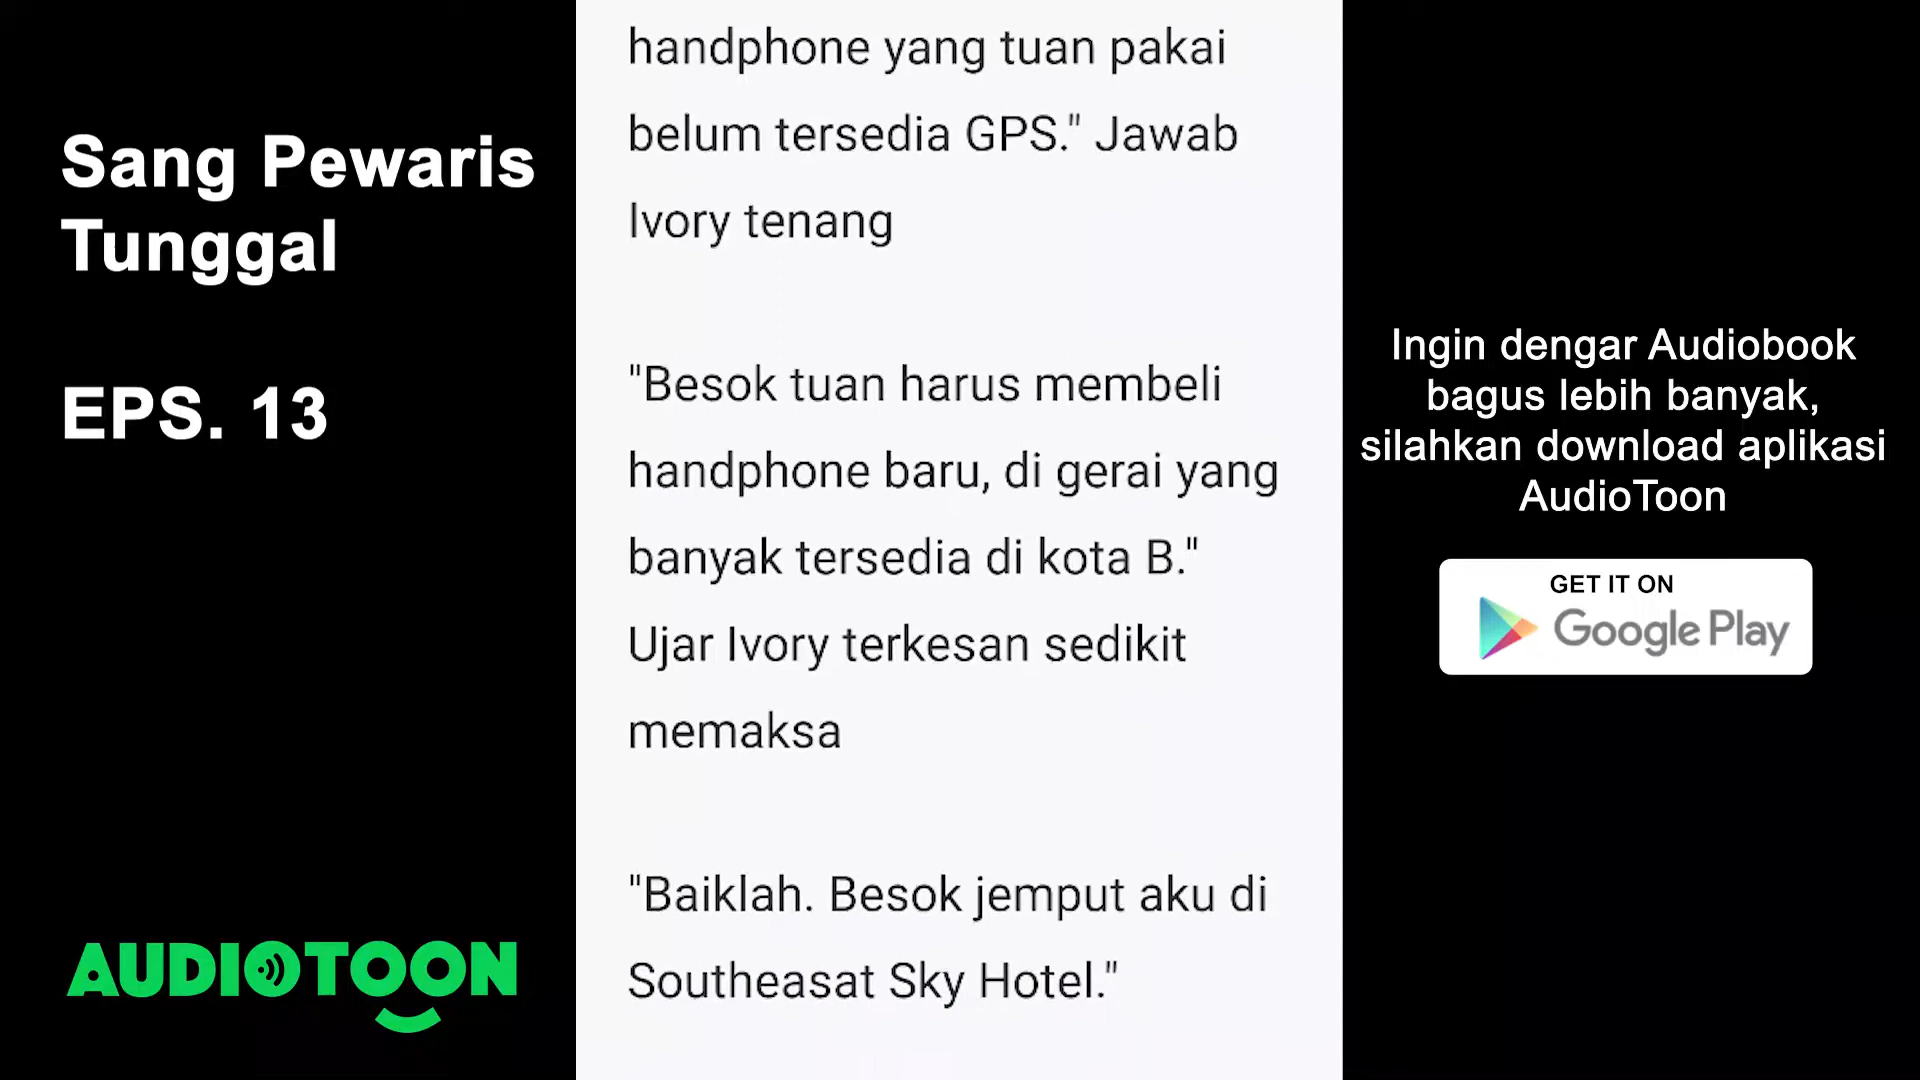 Sang Pewaris
Tunggal
EPS. 13
AUDIOTOON
handphone yang tuan pakai
belum tersedia GPS." Jawab
Ivory tenang
"Besok tuan harus membeli
handphone baru, di gerai yang
banyak tersedia di kota B."
Ujar Ivory terkesan sedikit
memaksa
"Baiklah. Besok jemput aku di
Southeasat Sky Hotel."
Ingin dengar Audiobook
bagus lebih banyak,
silahkan download aplikasi
AudioToon
GET IT ON
Google Play